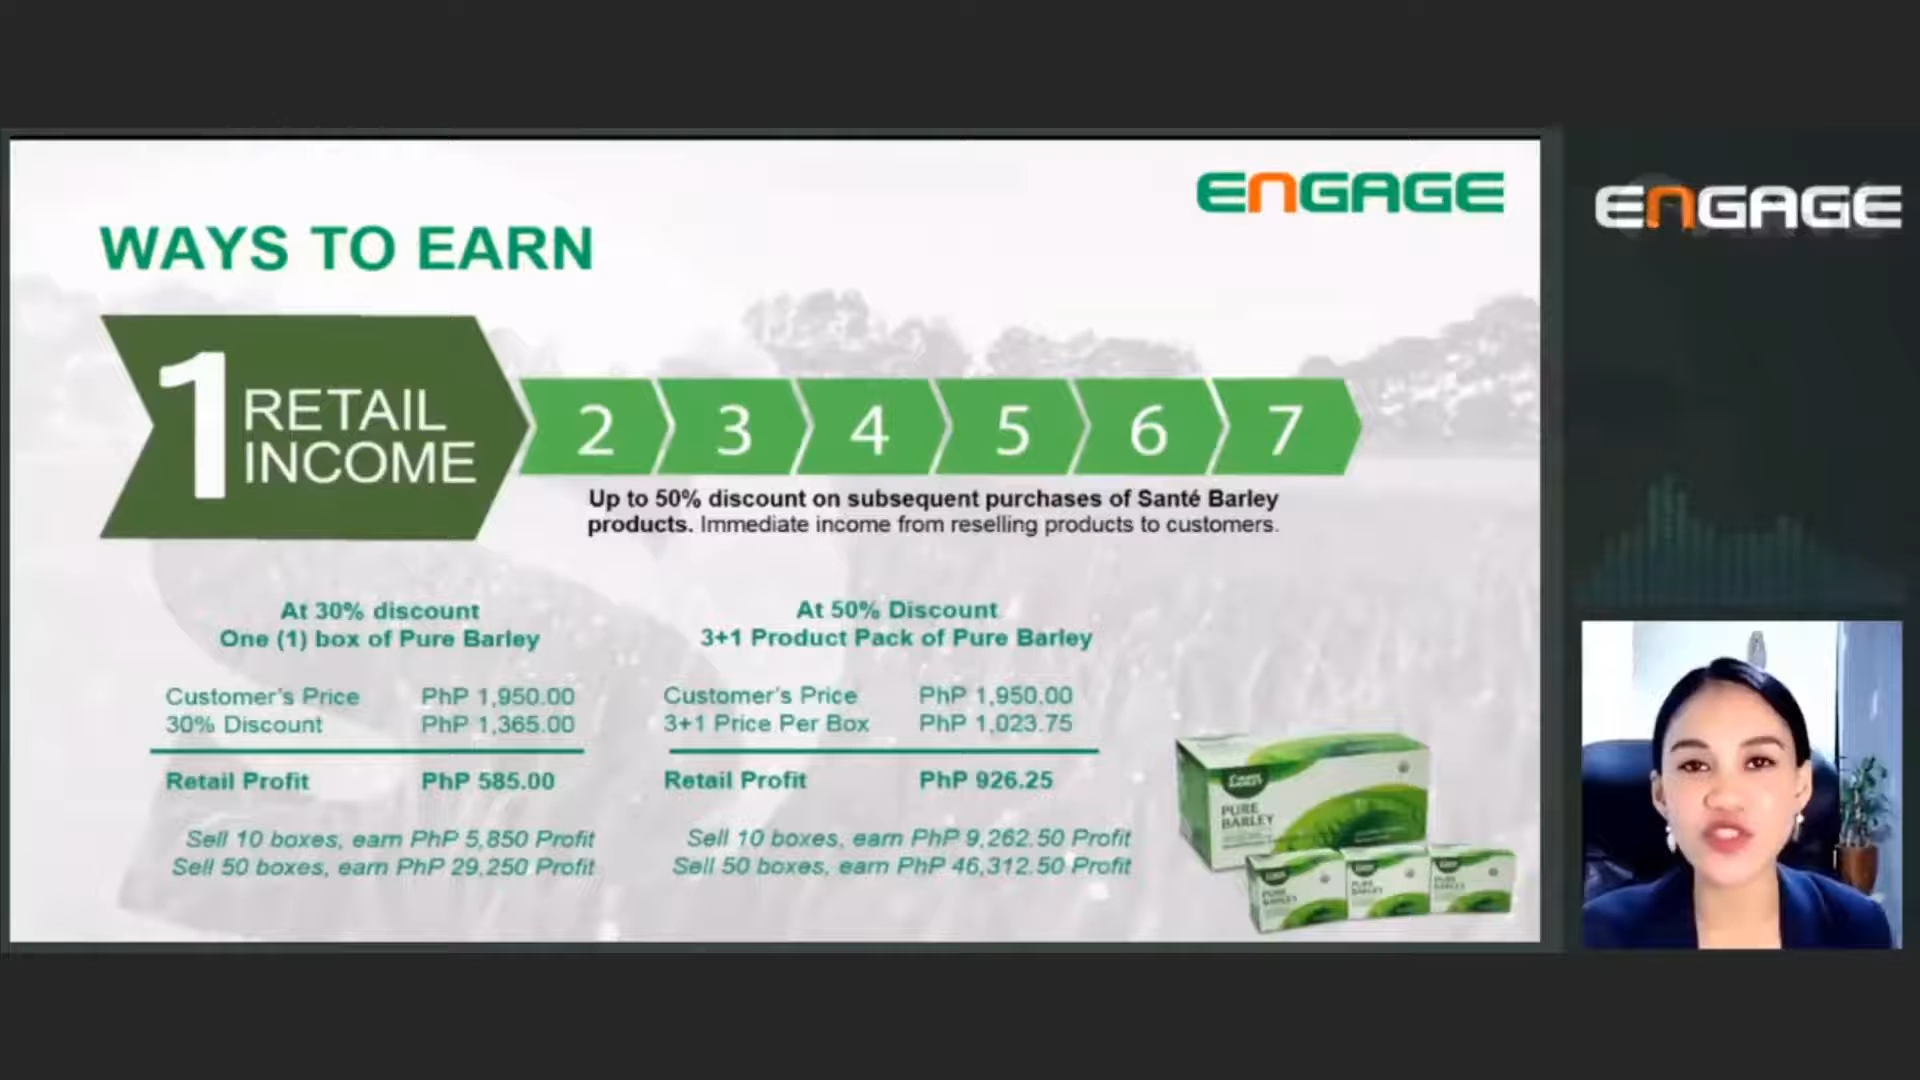 ENGAGE
ENGAGE
WAYS TO EARN
1 RETAIL
INCOME
2 3 4 5 6 7
Up to 50% discount on subsequent purchases of Santé Barley
products. Immediate income from reselling products to customers.
At 30% discount
One (1) box of Pure Barley
Customer's Price PhP 1,950.00
30% Discount PhP 1,365.00
Retail Profit PhP 585.00
Sell 10 boxes, earn PhP 5,850 Profit
Sell 50 boxes, earn PhP 29,250 Profit
At 50% Discount
3+1 Product Pack of Pure Barley
Customer's Price PhP 1,950.00
3+1 Price Per Box PhP 1,023.75
Retail Profit PhP 926.25
Sell 10 boxes, earn PhP 9,262.50 Profit
Sell 50 boxes, earn PhP 46,312.50 Profit
PURE
BARLEY
PURE
BARLEY
PURE
BARLEY
PURE
BARLEY